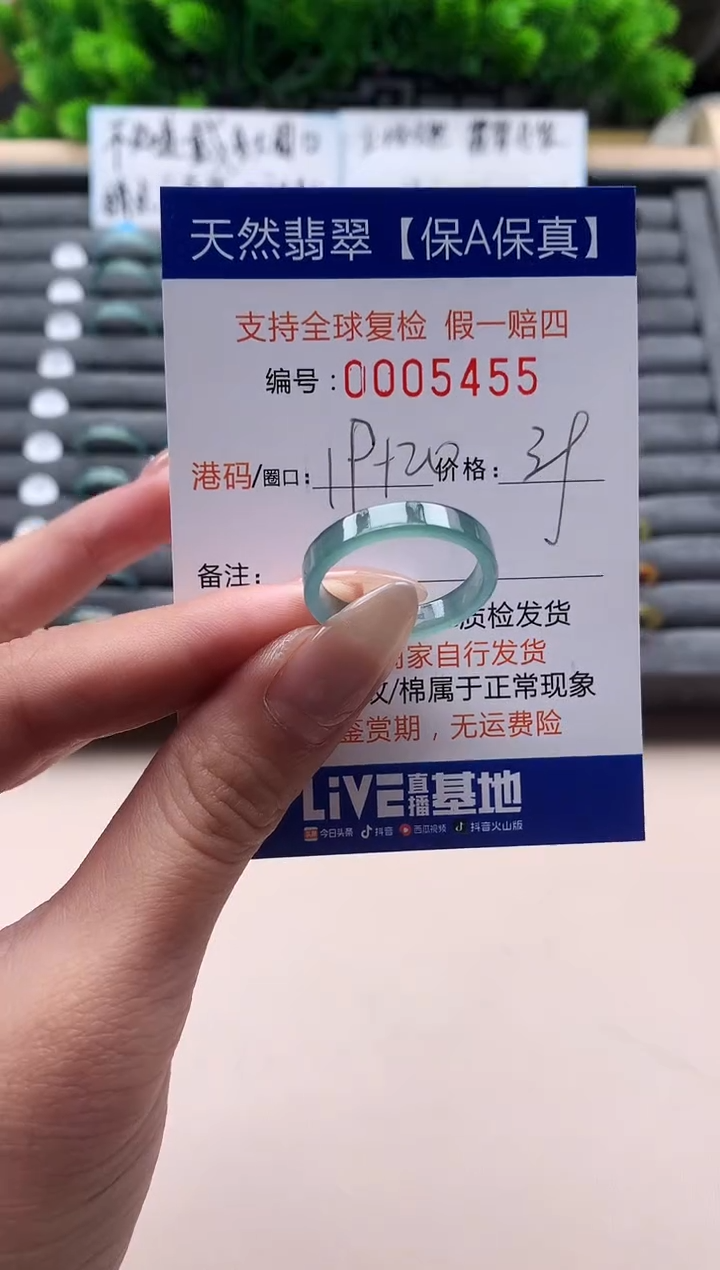 天然翡翠【保A保真】
支持全球复检 假一赔四
编号:0005455
港码/圈口: 价格:
备注:
质检发货
家自行发货
/棉属于正常现象
鉴赏期，无运费险
LiVE直播基地
今日头条 抖音 西瓜视频 抖音火山版